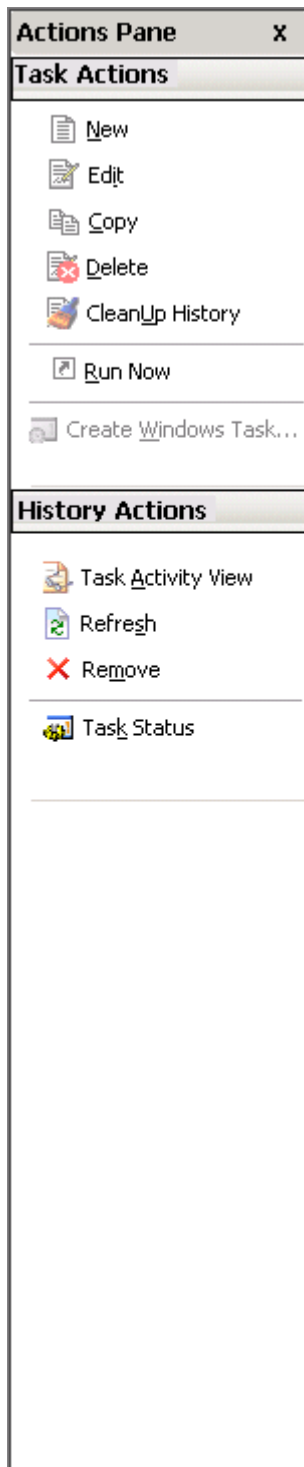 Actions Pane x
Task Actions
New
Edit
Copy
Delete
CleanUp History
Run Now
Create Windows Task...
History Actions
Task Activity View
Refresh
Remove
Task Status